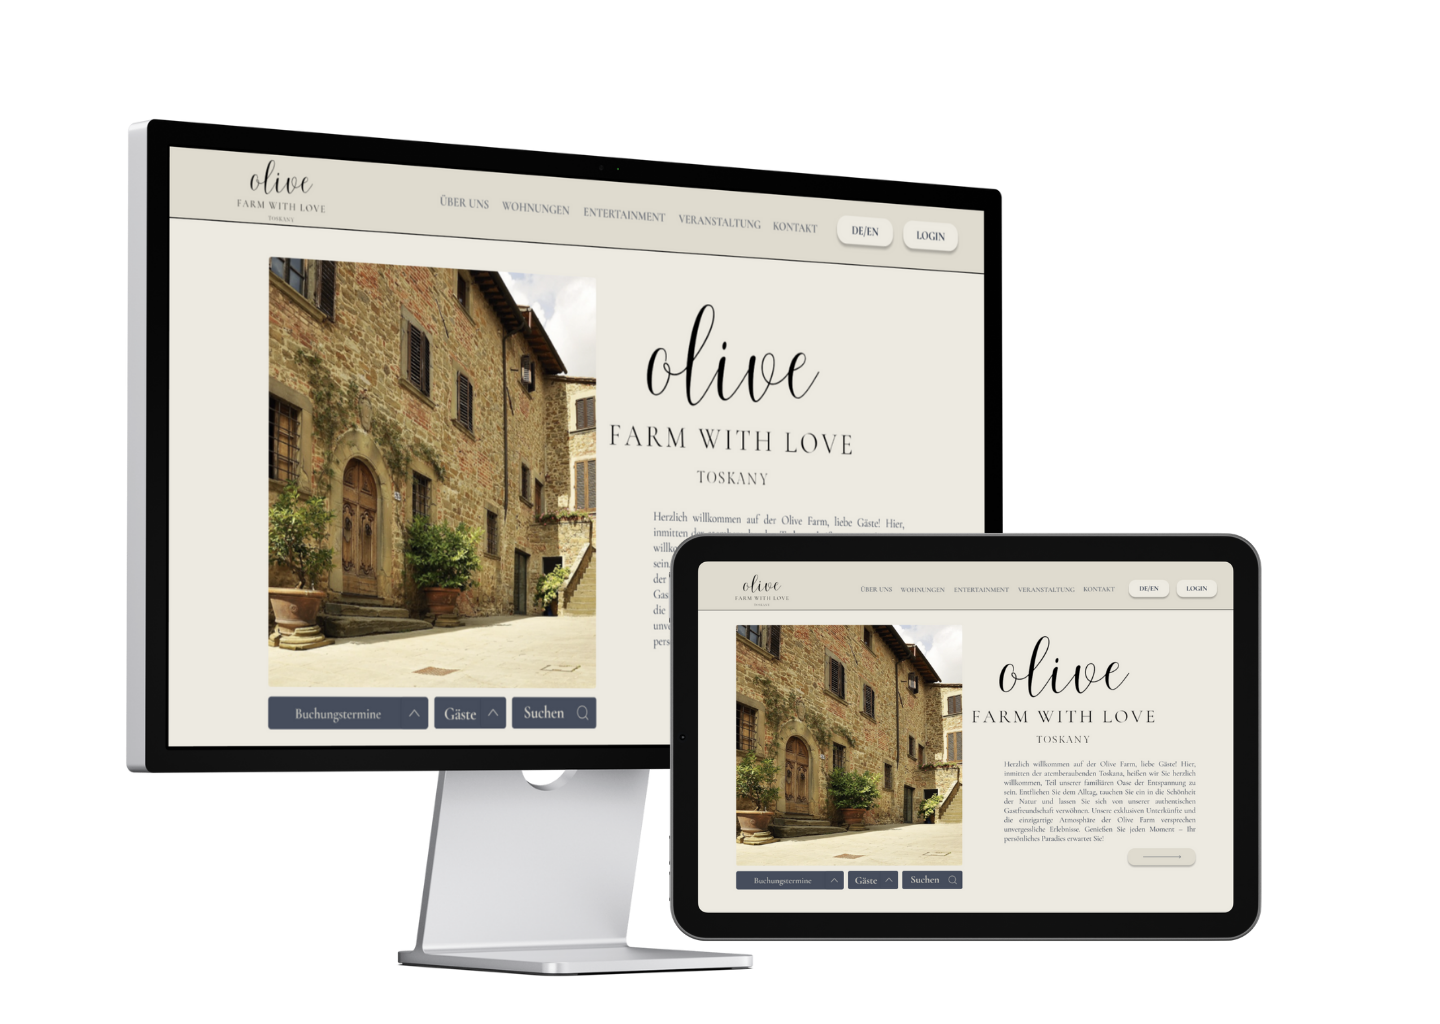 olive
FARM WITH LOVE
TOSKANY
ÜBER UNS WOHNUNGEN ENTERTAINMENT VERANSTALTUNG KONTAKT DE/EN LOGIN
olive
FARM WITH LOVE
TOSKANY
Herzlich willkommen auf der Olive Farm, liebe Gäste! Hier,
inmitten der
der
die
Buchungstermine Gäste Suchen
olive
FARM WITH LOVE
TOSKANY
ÜBER UNS WOHNUNGEN ENTERTAINMENT VERANSTALTUNG KONTAKT DE/EN LOGIN
olive
FARM WITH LOVE
TOSKANY
Herzlich willkommen auf der Olive Farm, liebe Gäste! Hier,
inmitten der atemberaubenden Toskana, heißen wir Sie herzlich
willkommen, Teil unserer familiären Oase der Entspannung zu
sein. Entfliehen Sie dem Alltag, tauchen Sie ein in die Schönheit
der Natur und lassen Sie sich von unserer authentischen
Gastfreundschaft verwöhnen. Unsere exklusiven Unterkünfte und
die einzigartige Atmosphäre der Olive Farm versprechen
unvergessliche Erlebnisse. Genießen Sie jeden Moment – Ihr
persönliches Paradies erwartet Sie!
Buchungstermine Gäste Suchen